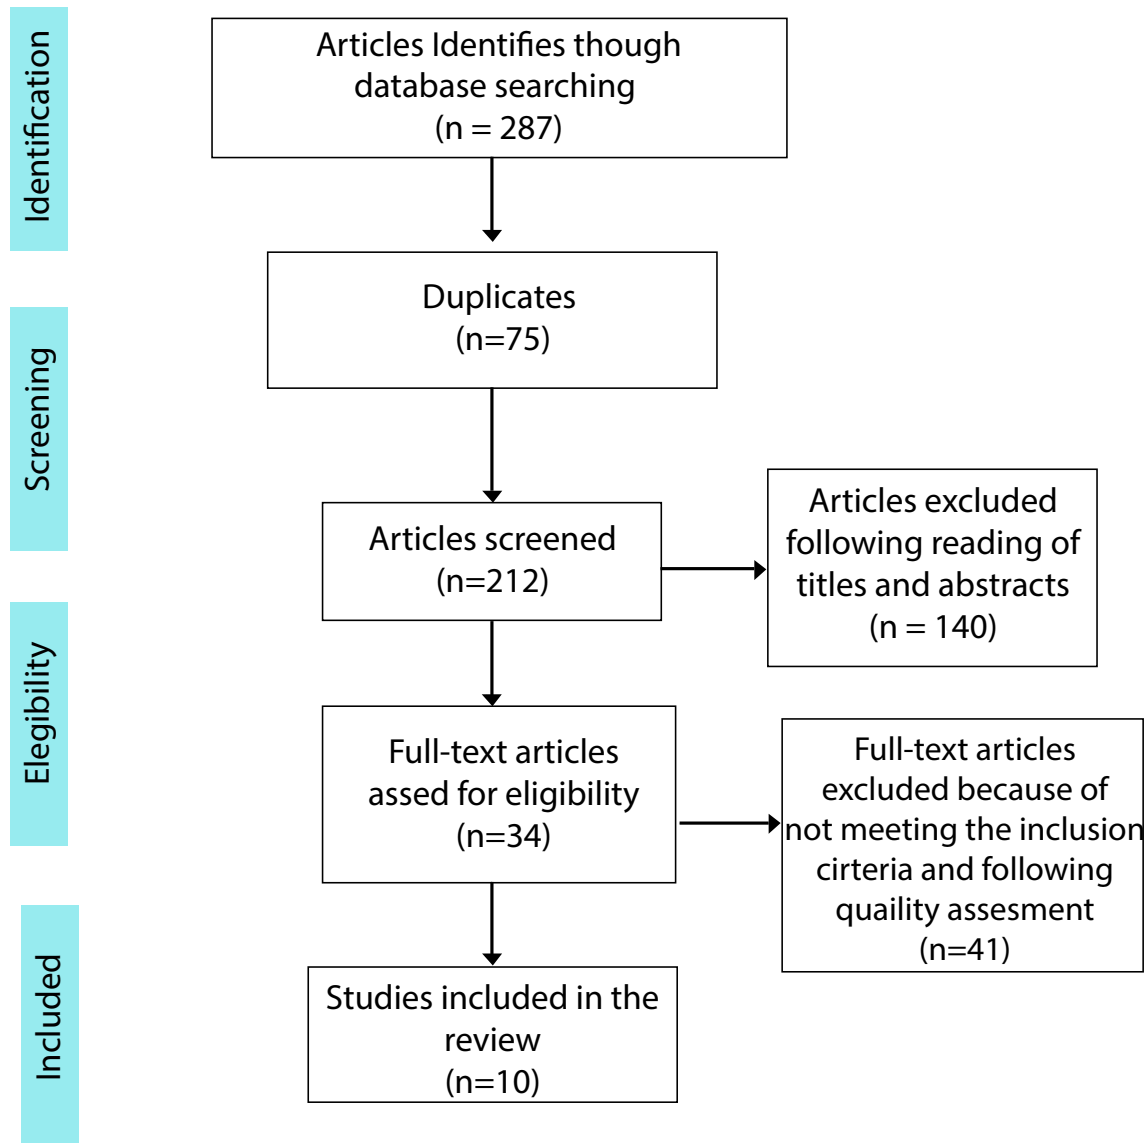 Identification
Articles Identifies though
database searching
(n = 287)
Duplicates
(n=75)
Screening
Articles screened
(n=212)
Articles excluded
following reading of
titles and abstracts
(n = 140)
Elegibility
Full-text articles
assed for eligibility
(n=34)
Full-text articles
excluded because of
not meeting the inclusion
cirteria and following
quaility assesment
(n=41)
Included
Studies included in the
review
(n=10)